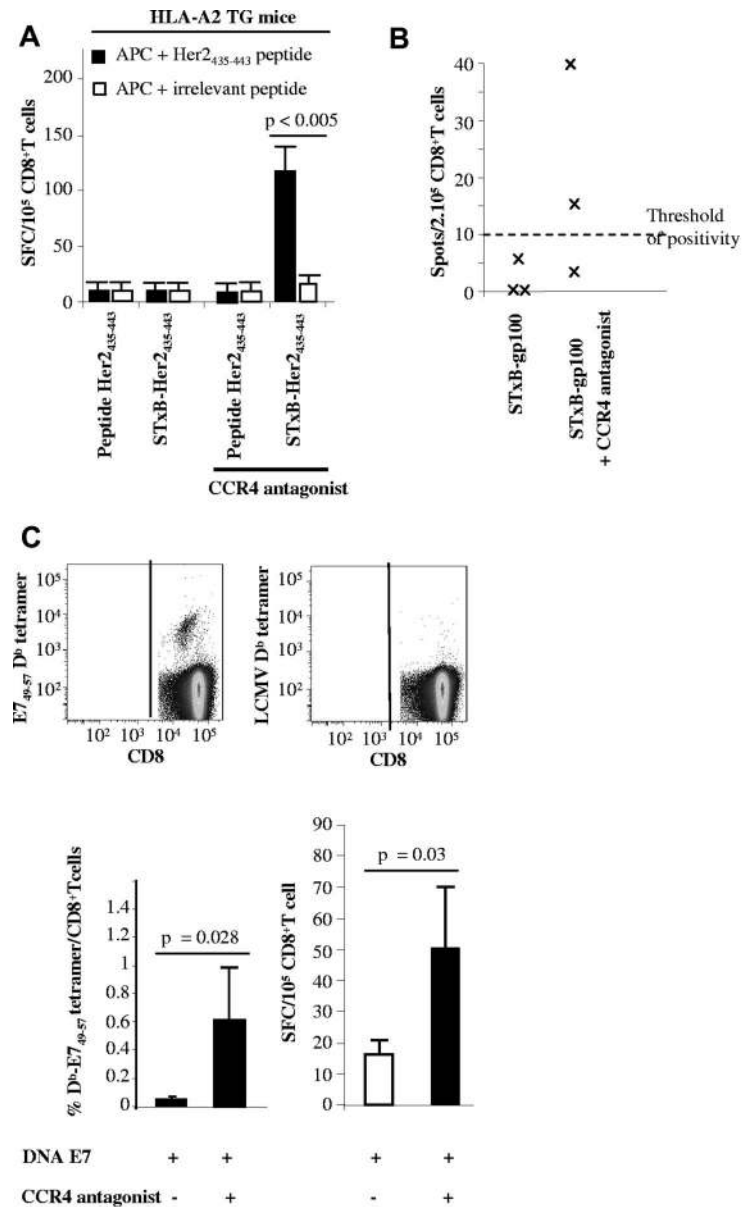 A
HLA-A2 TG mice
APC + Her2₄₃₅₋₄₄₃ peptide
APC + irrelevant peptide
p < 0.005
SFC/10⁵ CD8⁺T cells
200
150
100
50
0
Peptide Her2₄₃₅₋₄₄₃
STxB-Her2₄₃₅₋₄₄₃
Peptide Her2₄₃₅₋₄₄₃
STxB-Her2₄₃₅₋₄₄₃
CCR4 antagonist
B
Spots/2.10⁵ CD8⁺T cells
40
30
20
10
0
Threshold
of positivity
STxB-gp100
STxB-gp100
+ CCR4 antagonist
C
E7₄₉₋₅₇ Dᵇ tetramer
10⁵
10⁴
10³
10²
10² 10³ 10⁴ 10⁵
CD8
LCMV Dᵇ tetramer
10⁵
10⁴
10³
10²
10² 10³ 10⁴ 10⁵
CD8
% Dᵇ-E7₄₉₋₅₇ tetramer/CD8⁺Tcells
1.4
1.2
1
0.6
0.4
0.2
0
p = 0.028
SFC/10⁵ CD8⁺T cell
90
80
70
60
50
40
30
20
10
0
p = 0.03
DNA E7 + + + +
CCR4 antagonist - + - +